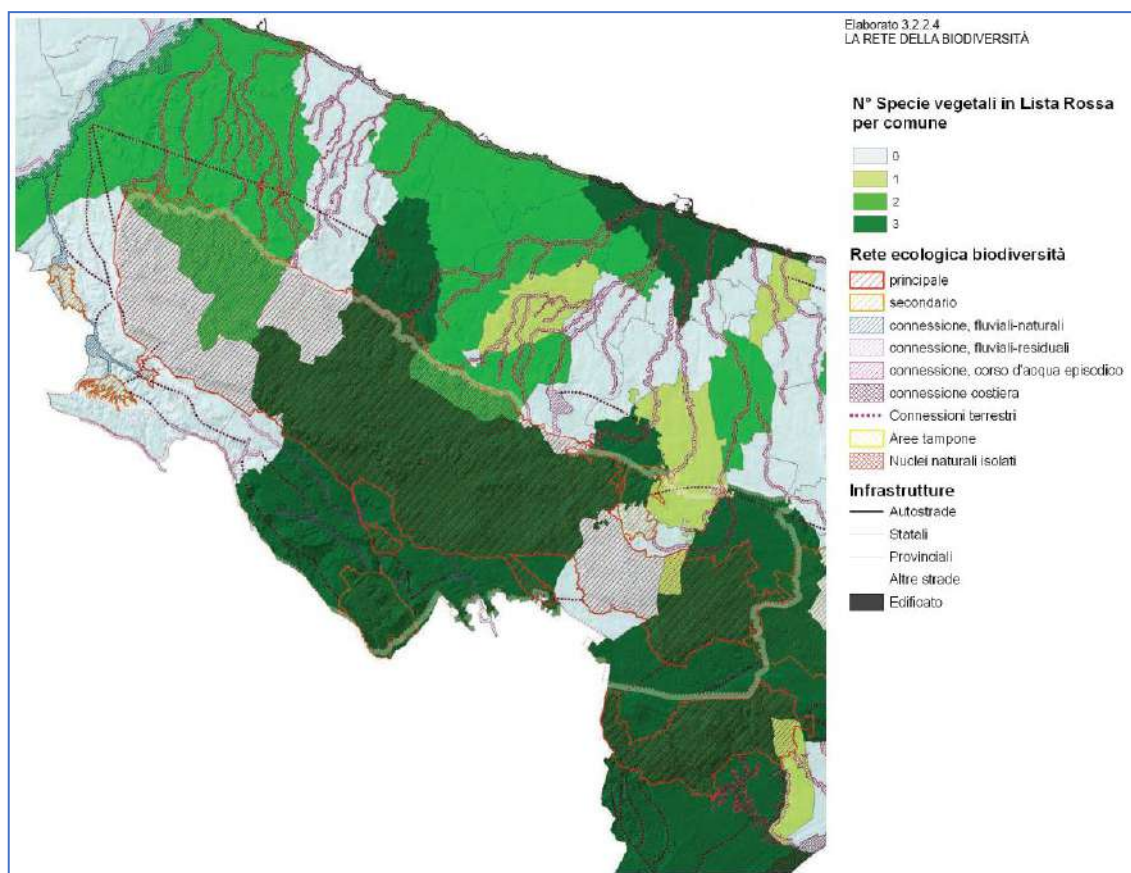 Elaborato 3.2.2.4
LA RETE DELLA BIODIVERSITÀ
N° Specie vegetali in Lista Rossa
per comune
0
1
2
3
Rete ecologica biodiversità
principale
secondario
connessione, fluviali-naturali
connessione, fluviali-residuali
connessione, corso d'acqua episodico
connessione costiera
Connessioni terrestri
Aree tampone
Nuclei naturali isolati
Infrastrutture
Autostrade
Statali
Provinciali
Altre strade
Edificato